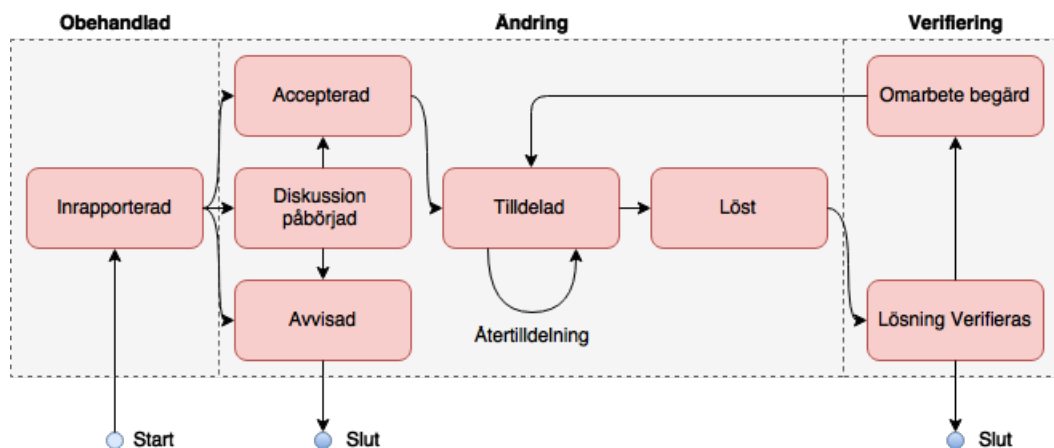 Obehandlad
Ändring
Verifiering
Accepterad
Omarbete begärd
Inrapporterad
Diskussion
påbörjad
Tilldelad
Löst
Avvisad
Återtilldelning
Lösning Verifieras
Start
Slut
Slut